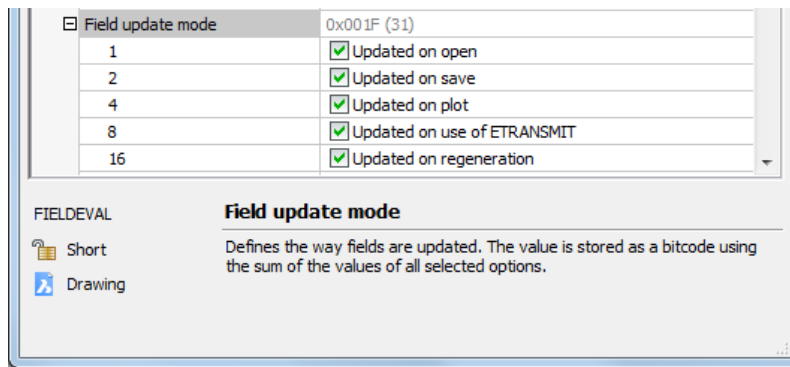 Field update mode 0x001F (31)
1 Updated on open
2 Updated on save
4 Updated on plot
8 Updated on use of ETRANSMIT
16 Updated on regeneration
FIELDEVAL
Short
Drawing
Field update mode
Defines the way fields are updated. The value is stored as a bitcode using
the sum of the values of all selected options.